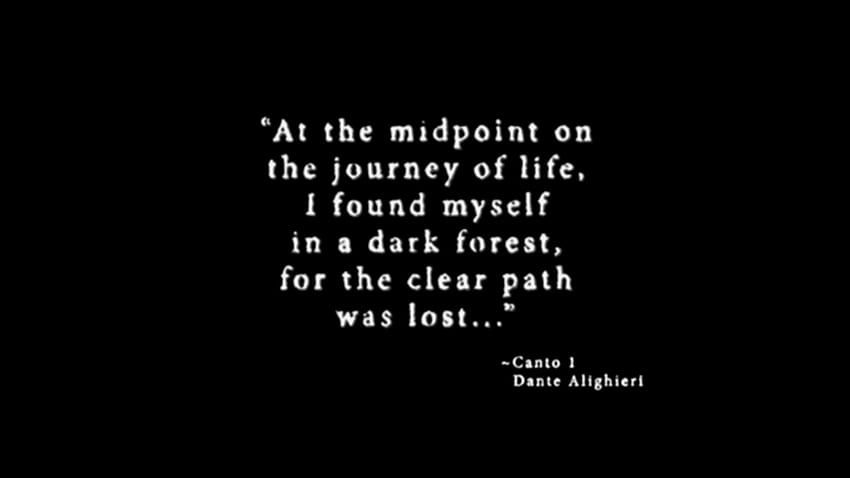 “At the midpoint on
the journey of life,
I found myself
in a dark forest,
for the clear path
was lost...”
~Canto 1
Dante Alighieri